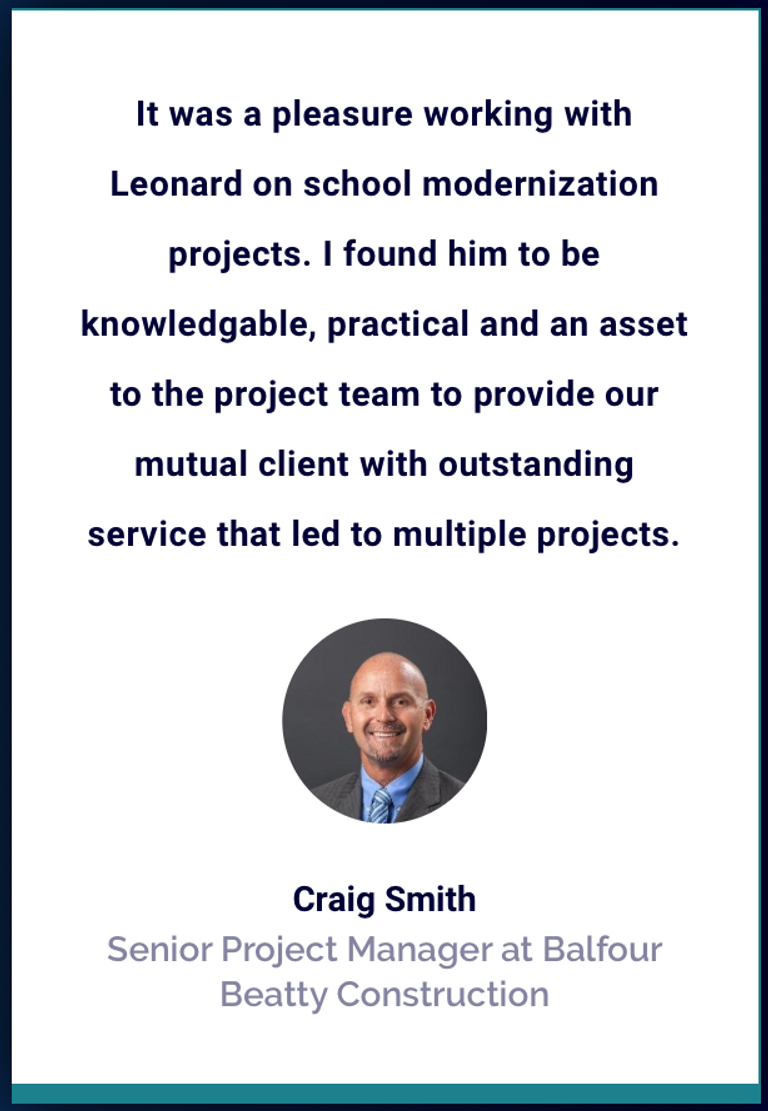 It was a pleasure working with
Leonard on school modernization
projects. I found him to be
knowledgable, practical and an asset
to the project team to provide our
mutual client with outstanding
service that led to multiple projects.
Craig Smith
Senior Project Manager at Balfour
Beatty Construction